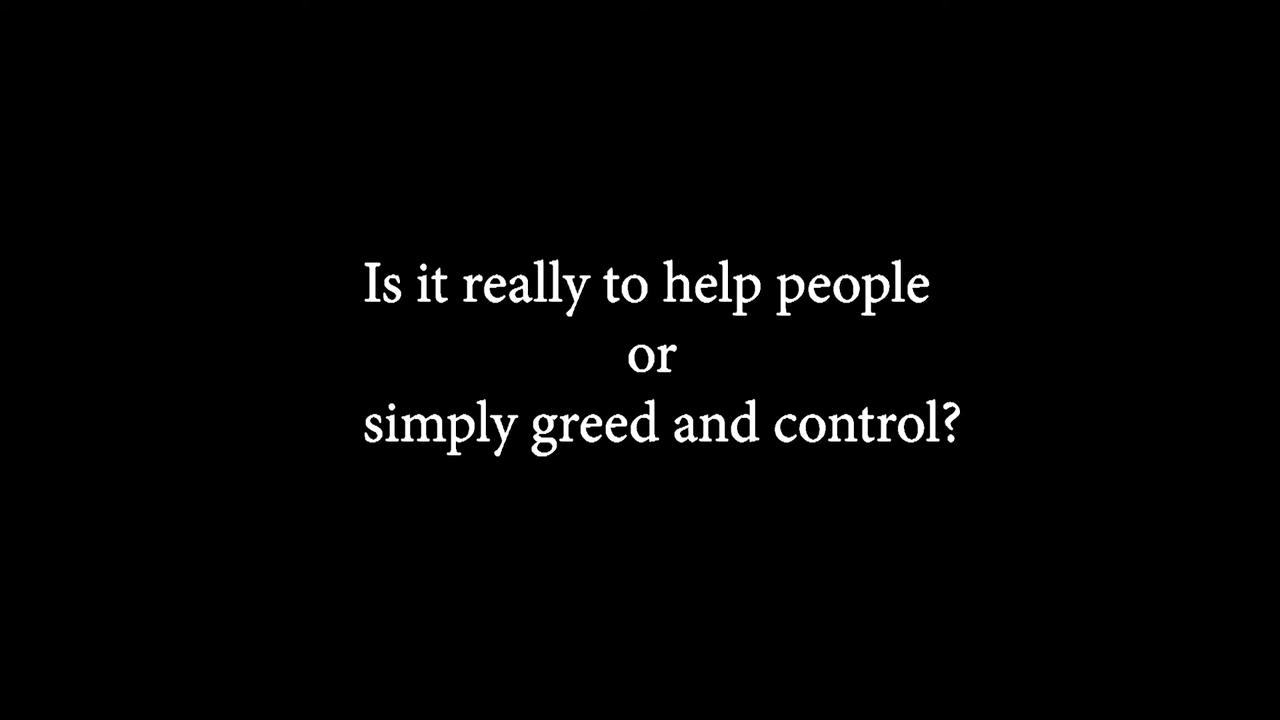 Is it really to help people
or
simply greed and control?